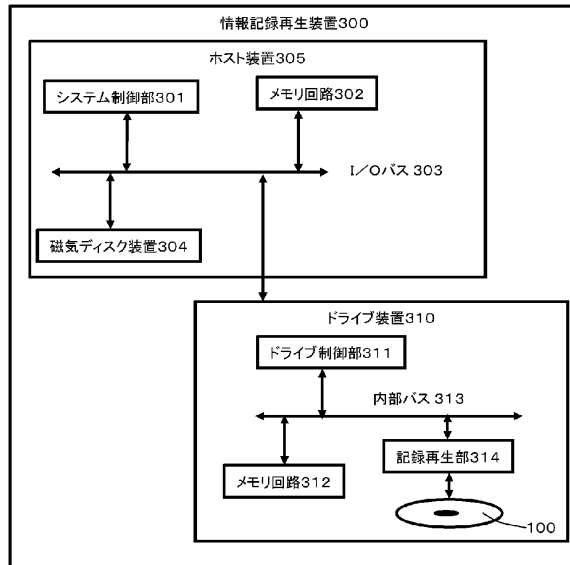 情報記録再生装置300
ホスト装置305
システム制御部301
メモリ回路302
I/Oバス 303
磁気ディスク装置304
ドライブ装置310
ドライブ制御部311
内部バス 313
メモリ回路312
記録再生部314
100